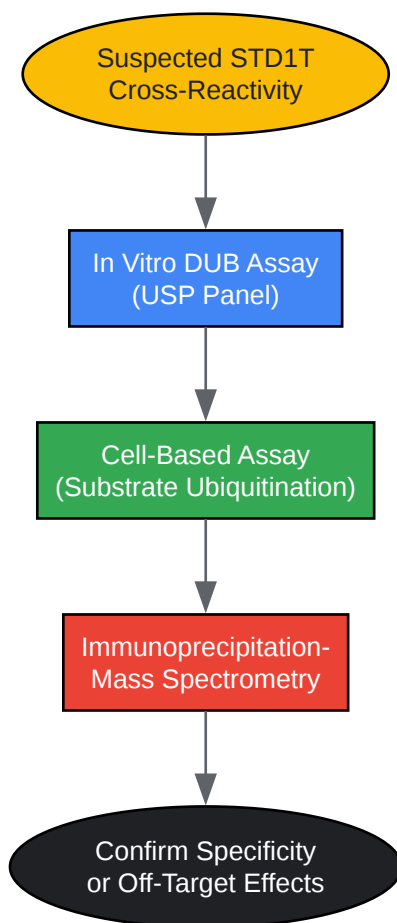 Suspected STD1T
Cross-Reactivity
In Vitro DUB Assay
(USP Panel)
Cell-Based Assay
(Substrate Ubiquitination)
Immunoprecipitation-
Mass Spectrometry
Confirm Specificity
or Off-Target Effects